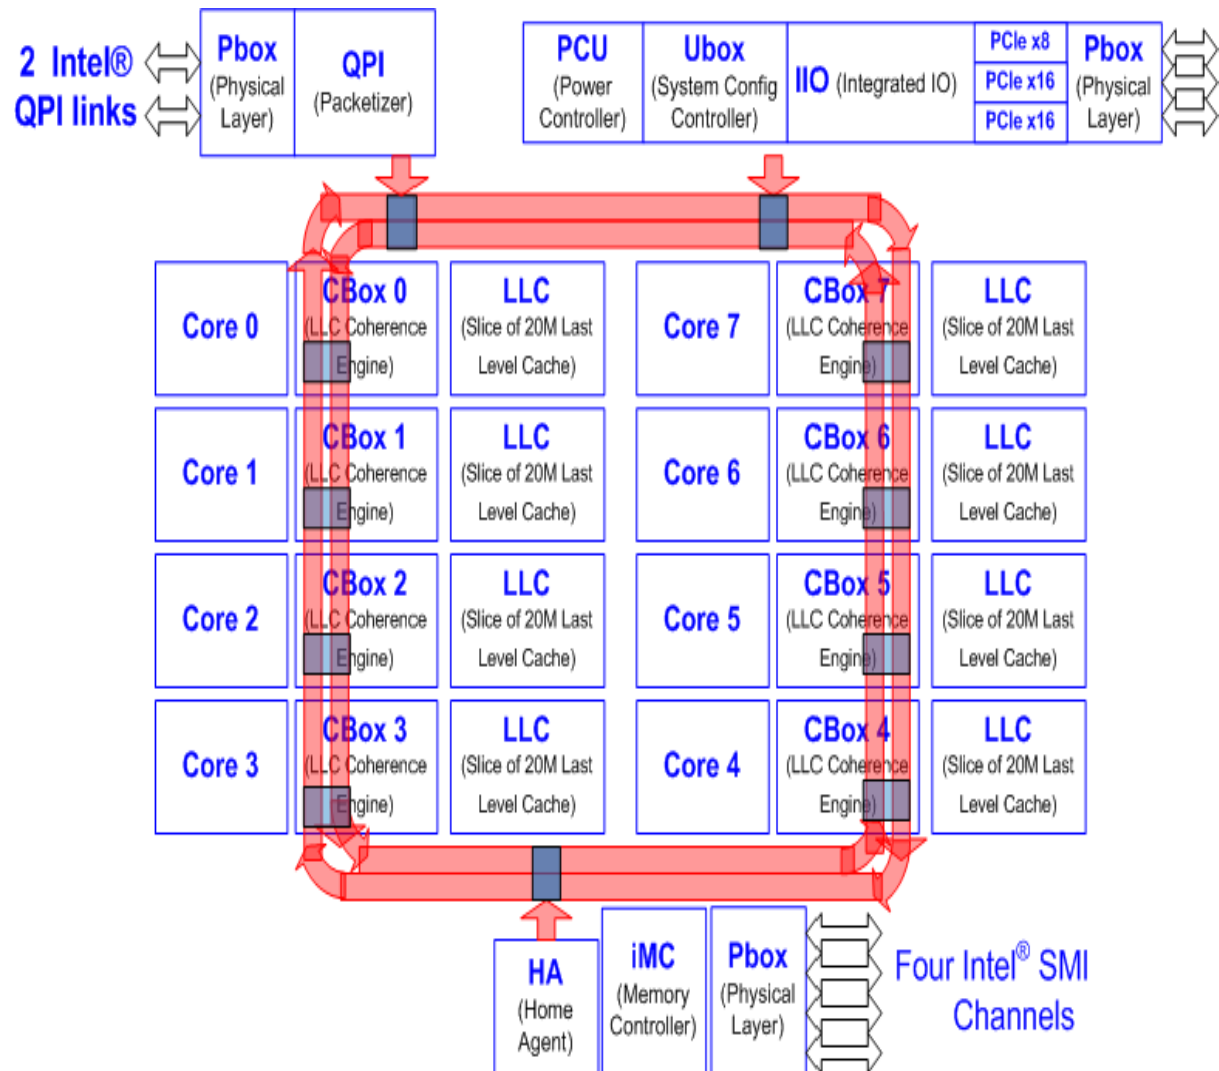 2 Intel®
QPI links
Pbox
(Physical
Layer)
QPI
(Packetizer)
PCU
(Power
Controller)
Ubox
(System Config
Controller)
IIO (Integrated IO)
PCIe x8
PCIe x16
PCIe x16
Pbox
(Physical
Layer)
Core 0
CBox 0
(LLC Coherence
Engine)
LLC
(Slice of 20M Last
Level Cache)
Core 7
CBox 7
(LLC Coherence
Engine)
LLC
(Slice of 20M Last
Level Cache)
Core 1
CBox 1
(LLC Coherence
Engine)
LLC
(Slice of 20M Last
Level Cache)
Core 6
CBox 6
(LLC Coherence
Engine)
LLC
(Slice of 20M Last
Level Cache)
Core 2
CBox 2
(LLC Coherence
Engine)
LLC
(Slice of 20M Last
Level Cache)
Core 5
CBox 5
(LLC Coherence
Engine)
LLC
(Slice of 20M Last
Level Cache)
Core 3
CBox 3
(LLC Coherence
Engine)
LLC
(Slice of 20M Last
Level Cache)
Core 4
CBox 4
(LLC Coherence
Engine)
LLC
(Slice of 20M Last
Level Cache)
HA
(Home
Agent)
iMC
(Memory
Controller)
Pbox
(Physical
Layer)
Four Intel® SMI
Channels